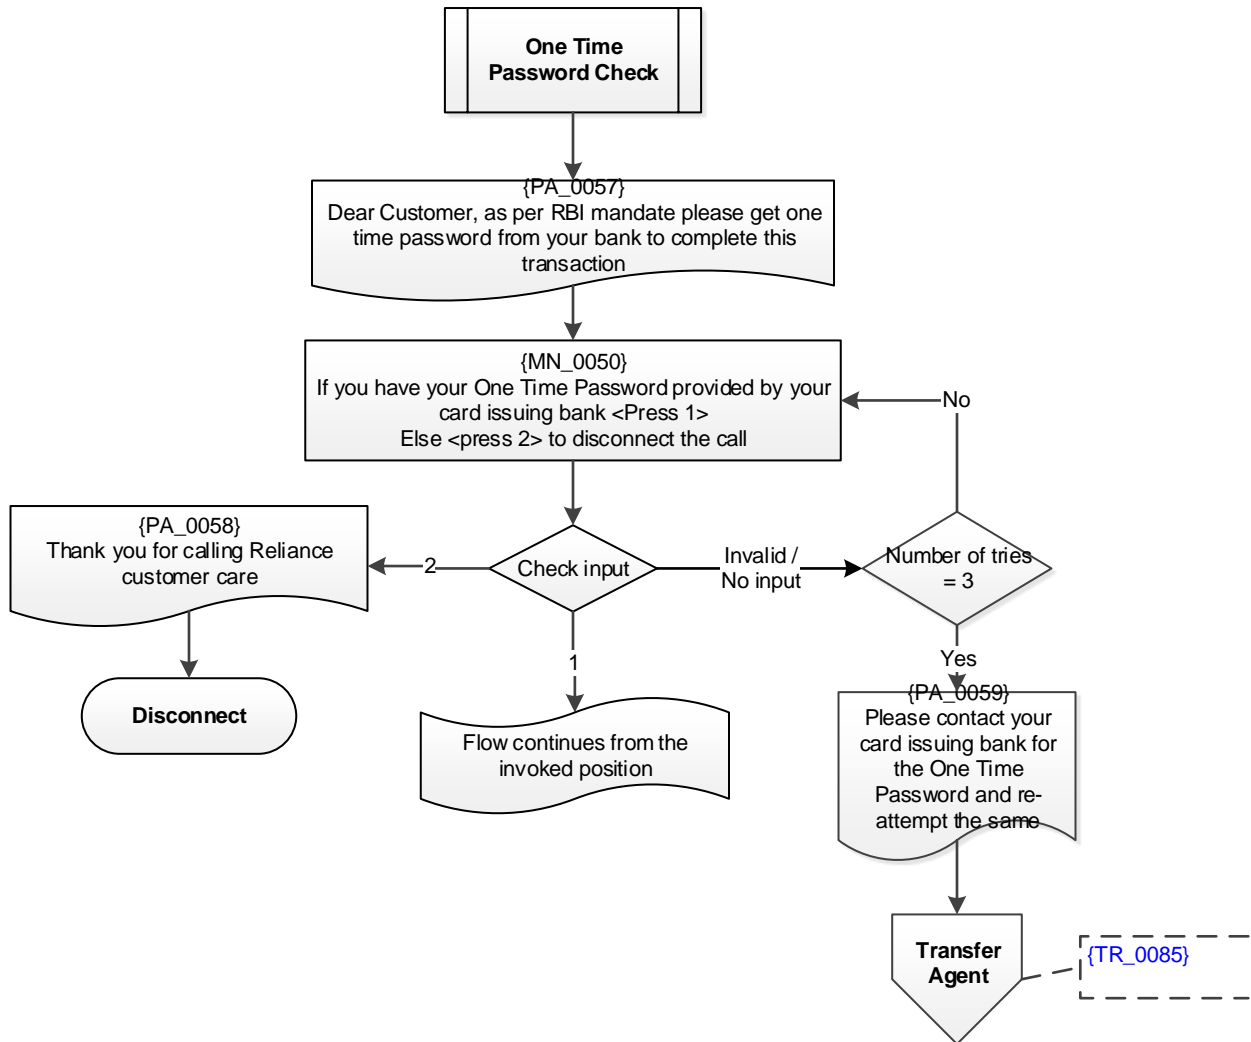 One Time
Password Check
{PA_0057}
Dear Customer, as per RBI mandate please get one
time password from your bank to complete this
transaction
{MN_0050}
If you have your One Time Password provided by your
card issuing bank <Press 1>
Else <press 2> to disconnect the call
No
{PA_0058}
Thank you for calling Reliance
customer care
2
Check input
Invalid /
No input
Number of tries
= 3
1
Yes
Disconnect
Flow continues from the
invoked position
{PA_0059}
Please contact your
card issuing bank for
the One Time
Password and re-
attempt the same
Transfer
Agent
{TR_0085}